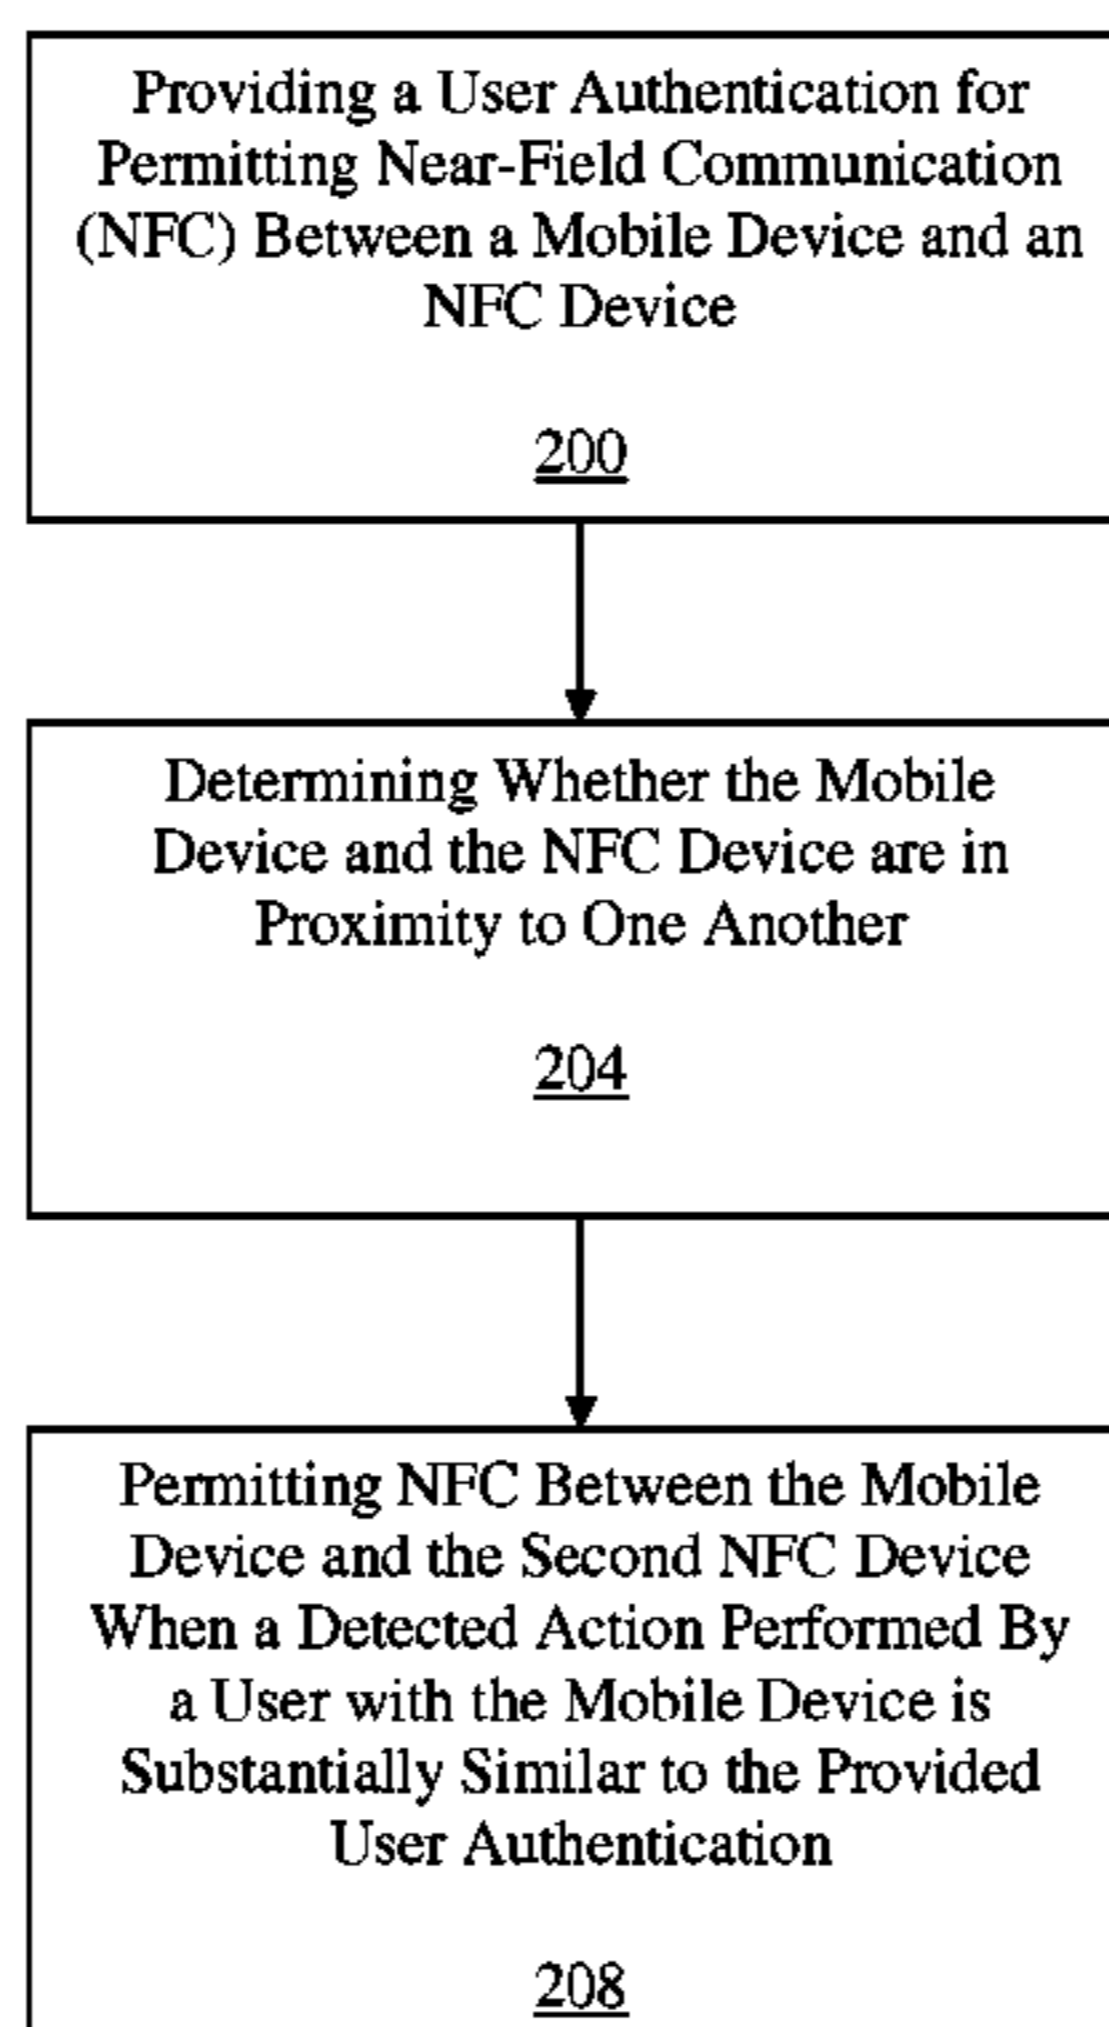 Providing a User Authentication for
Permitting Near-Field Communication
(NFC) Between a Mobile Device and an
NFC Device
200
Determining Whether the Mobile
Device and the NFC Device are in
Proximity to One Another
204
Permitting NFC Between the Mobile
Device and the Second NFC Device
When a Detected Action Performed By
a User with the Mobile Device is
Substantially Similar to the Provided
User Authentication
208